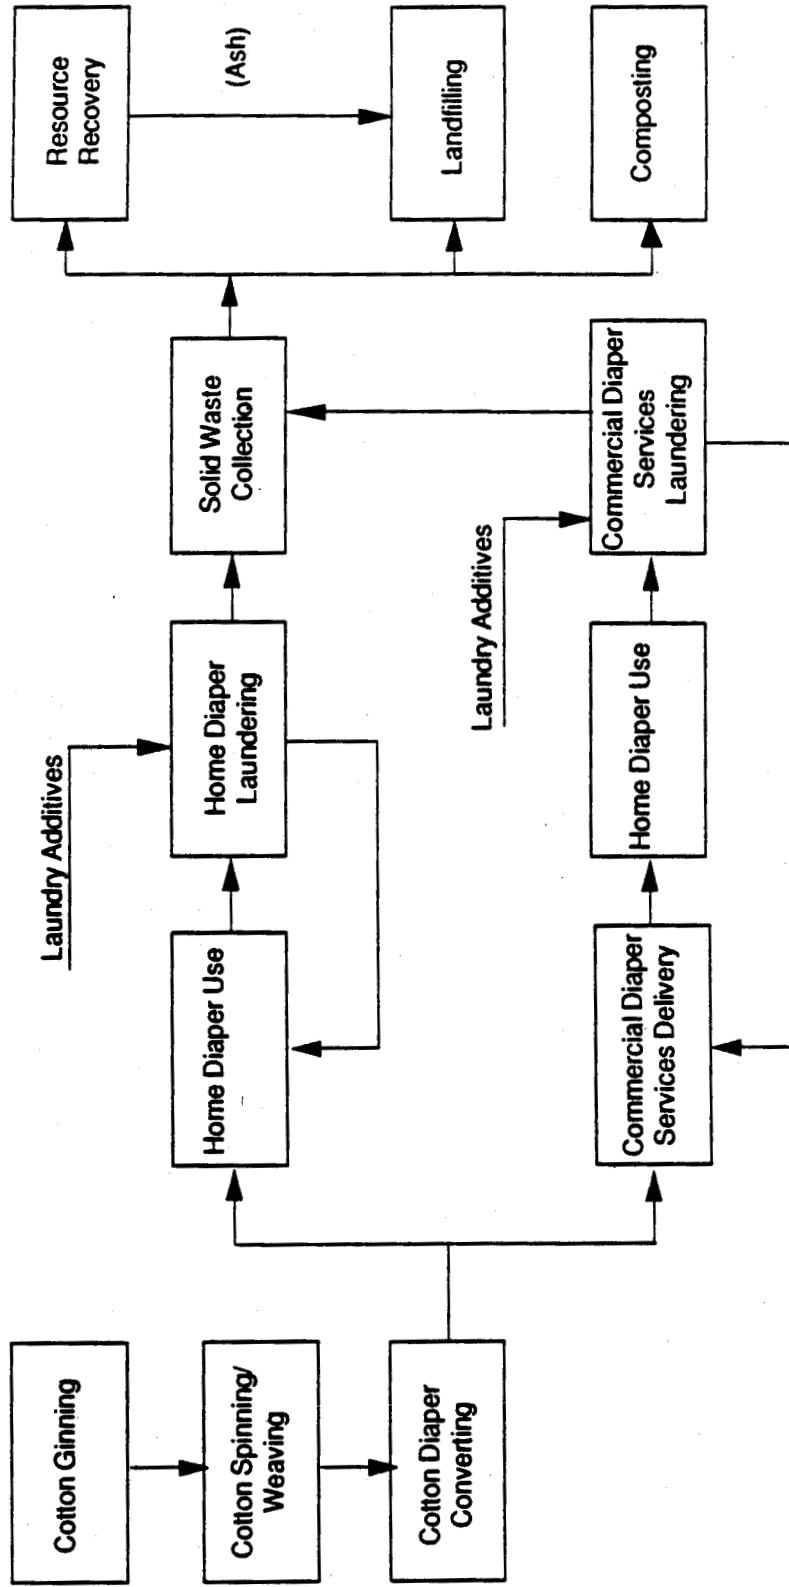 Cotton Ginning
Cotton Spinning/
Weaving
Cotton Diaper
Converting
Laundry Additives
Home Diaper Use
Home Diaper
Laundering
Solid Waste
Collection
Commercial Diaper
Services Delivery
Home Diaper Use
Laundry Additives
Commercial Diaper
Services
Laundering
Resource
Recovery
(Ash)
Landfilling
Composting